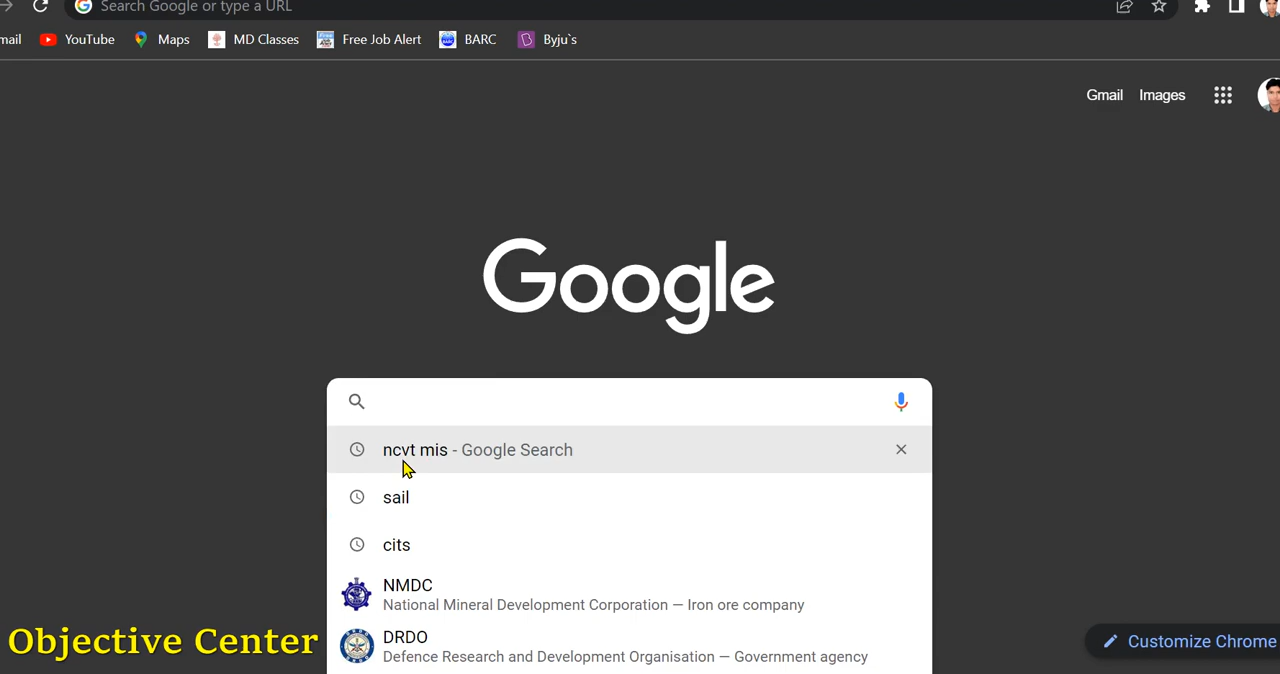 Search Google or type a URL
mail YouTube Maps MD Classes Free Job Alert BARC Byju`s
Gmail Images
Google
ncvt mis - Google Search
sail
cits
NMDC
National Mineral Development Corporation — Iron ore company
DRDO
Defence Research and Development Organisation — Government agency
Objective Center
Customize Chrome